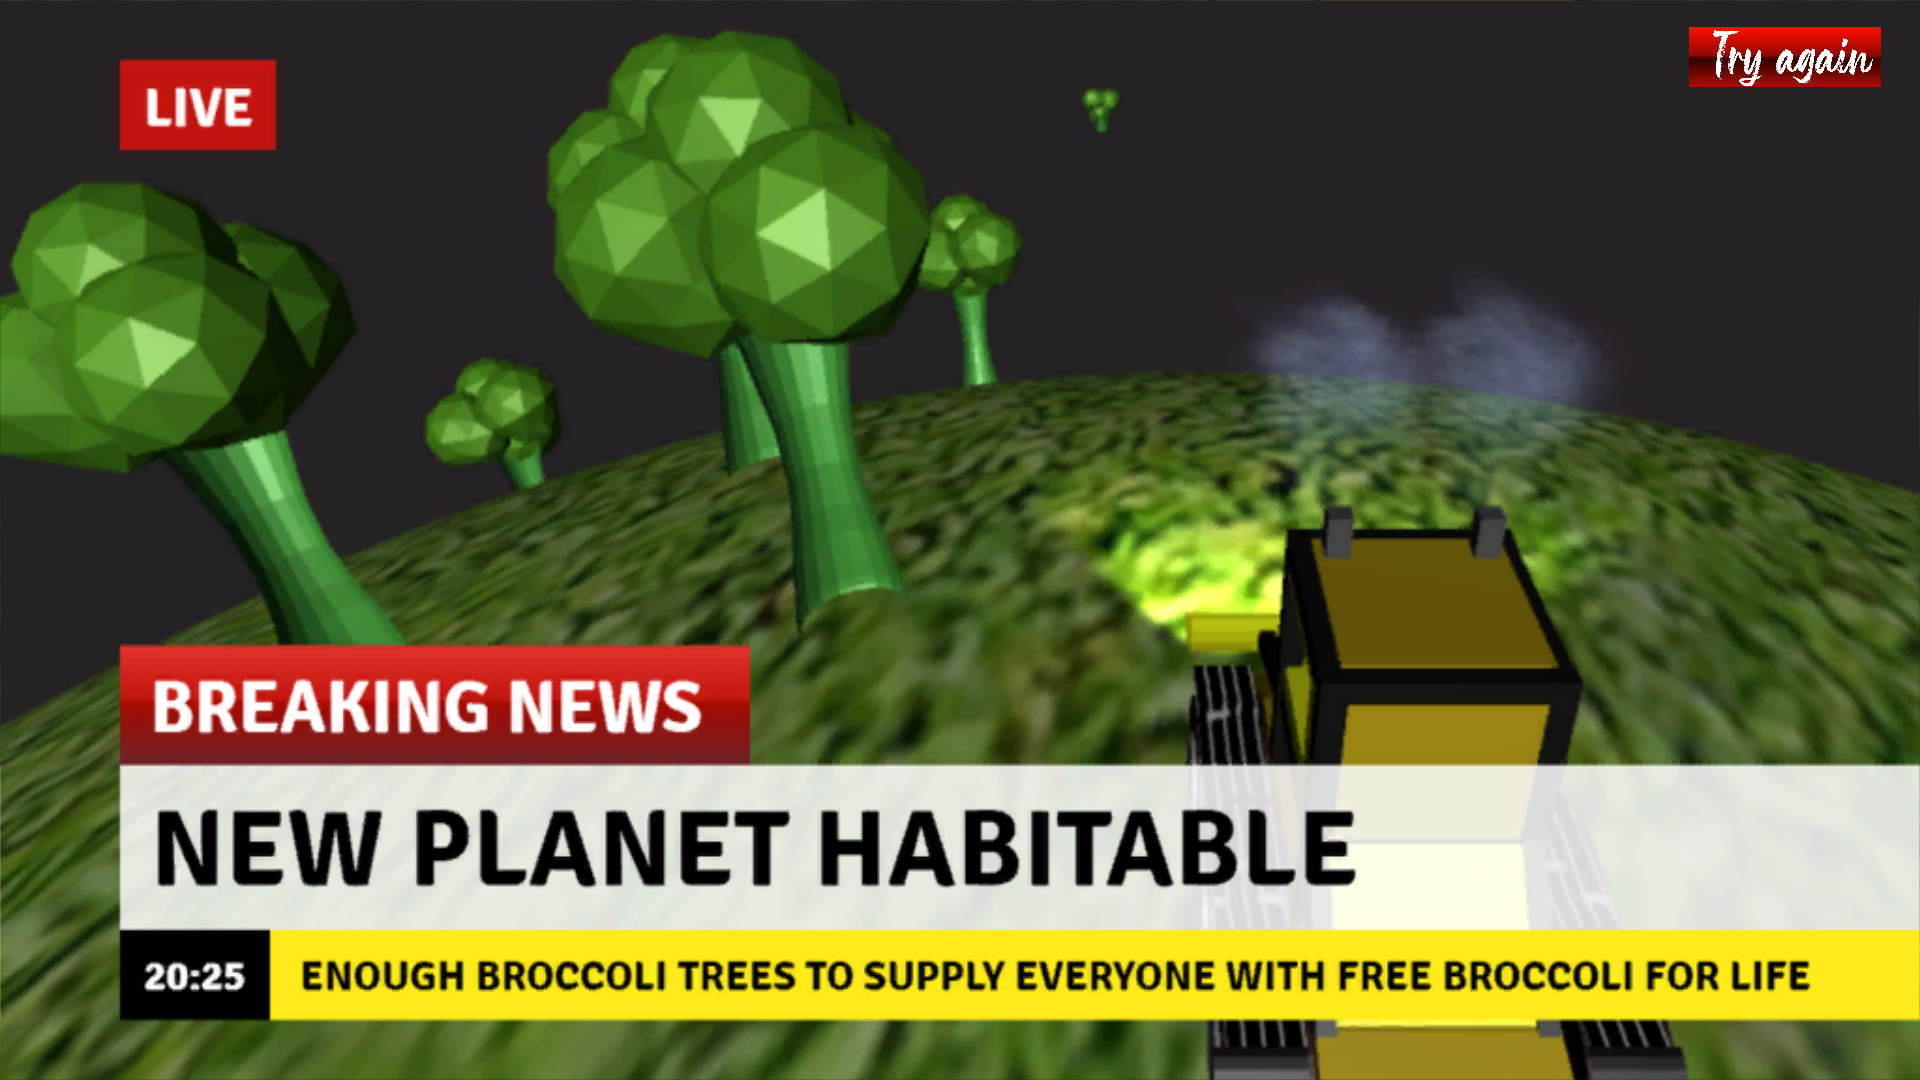 Try again
LIVE
BREAKING NEWS
NEW PLANET HABITABLE
20:25 ENOUGH BROCCOLI TREES TO SUPPLY EVERYONE WITH FREE BROCCOLI FOR LIFE